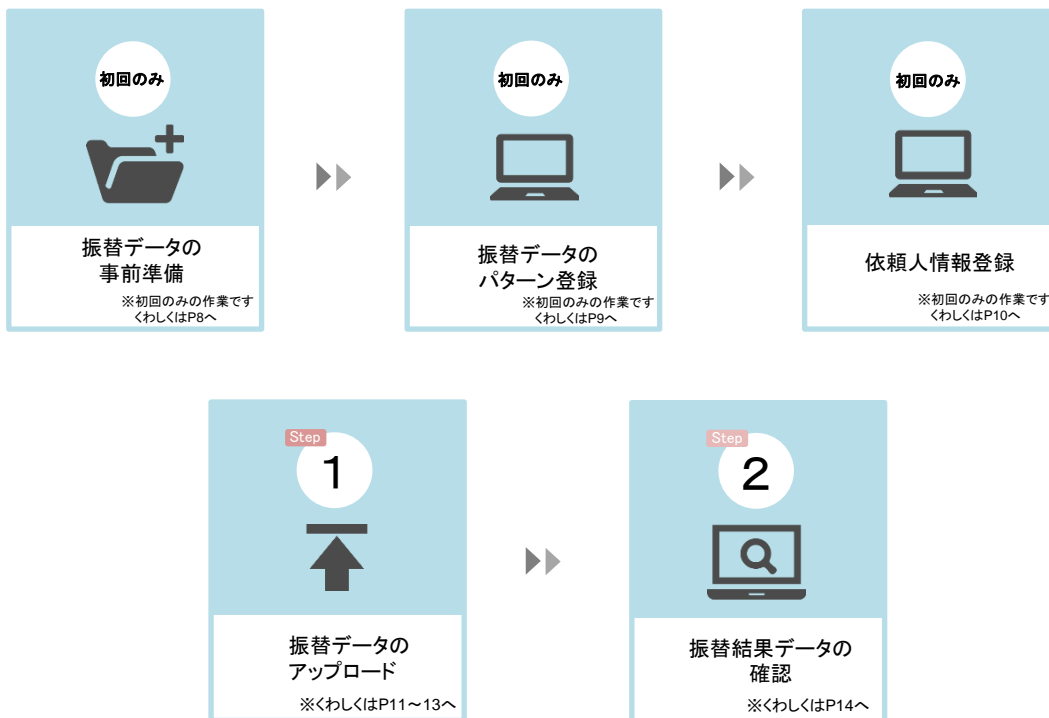 初回のみ
振替データの
事前準備
※初回のみの作業です
くわしくはP8へ
初回のみ
振替データの
パターン登録
※初回のみの作業です
くわしくはP9へ
初回のみ
依頼人情報登録
※初回のみの作業です
くわしくはP10へ
Step
1
振替データの
アップロード
※くわしくはP11～13へ
Step
2
振替結果データの
確認
※くわしくはP14へ